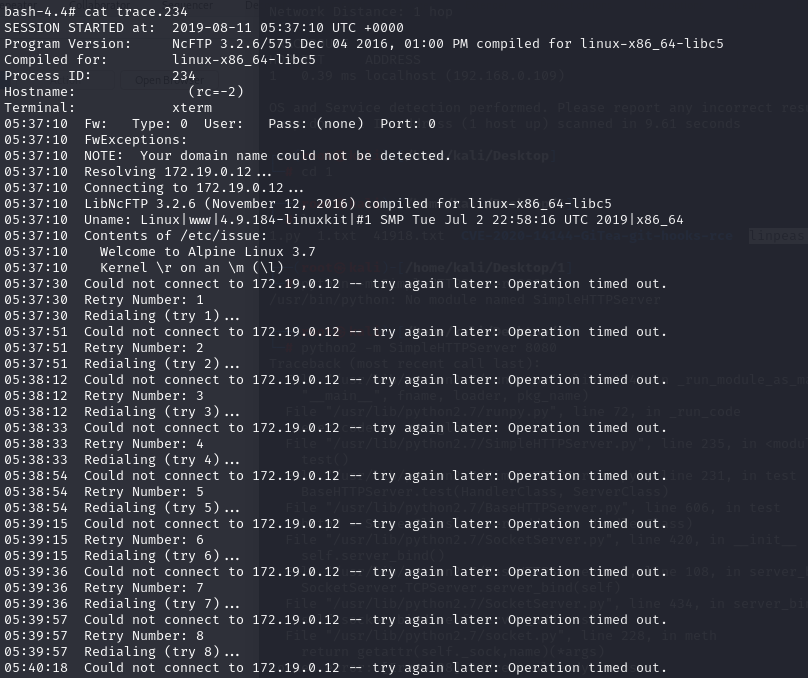 bash-4.4# cat trace.234
SESSION STARTED at:  2019-08-11 05:37:10 UTC +0000
Program Version:     NcFTP 3.2.6/575 Dec 04 2016, 01:00 PM compiled for linux-x86_64-libc5
Compiled for:        linux-x86_64-libc5
Process ID:          234
Hostname:              (rc=-2)
Terminal:            xterm
05:37:10  Fw:   Type: 0  User:   Pass: (none)  Port: 0
05:37:10  FwExceptions:
05:37:10  NOTE:  Your domain name could not be detected.
05:37:10  Resolving 172.19.0.12...
05:37:10  Connecting to 172.19.0.12...
05:37:10  LibNcFTP 3.2.6 (November 12, 2016) compiled for linux-x86_64-libc5
05:37:10  Uname: Linux|www|4.9.184-linuxkit|#1 SMP Tue Jul 2 22:58:16 UTC 2019|x86_64
05:37:10  Contents of /etc/issue:
05:37:10    Welcome to Alpine Linux 3.7
05:37:10    Kernel \r on an \m (\l)
05:37:30  Could not connect to 172.19.0.12 -- try again later: Operation timed out.
05:37:30  Retry Number: 1
05:37:30  Redialing (try 1)...
05:37:51  Could not connect to 172.19.0.12 -- try again later: Operation timed out.
05:37:51  Retry Number: 2
05:37:51  Redialing (try 2)...
05:38:12  Could not connect to 172.19.0.12 -- try again later: Operation timed out.
05:38:12  Retry Number: 3
05:38:12  Redialing (try 3)...
05:38:33  Could not connect to 172.19.0.12 -- try again later: Operation timed out.
05:38:33  Retry Number: 4
05:38:33  Redialing (try 4)...
05:38:54  Could not connect to 172.19.0.12 -- try again later: Operation timed out.
05:38:54  Retry Number: 5
05:38:54  Redialing (try 5)...
05:39:15  Could not connect to 172.19.0.12 -- try again later: Operation timed out.
05:39:15  Retry Number: 6
05:39:15  Redialing (try 6)...
05:39:36  Could not connect to 172.19.0.12 -- try again later: Operation timed out.
05:39:36  Retry Number: 7
05:39:36  Redialing (try 7)...
05:39:57  Could not connect to 172.19.0.12 -- try again later: Operation timed out.
05:39:57  Retry Number: 8
05:39:57  Redialing (try 8)...
05:40:18  Could not connect to 172.19.0.12 -- try again later: Operation timed out.